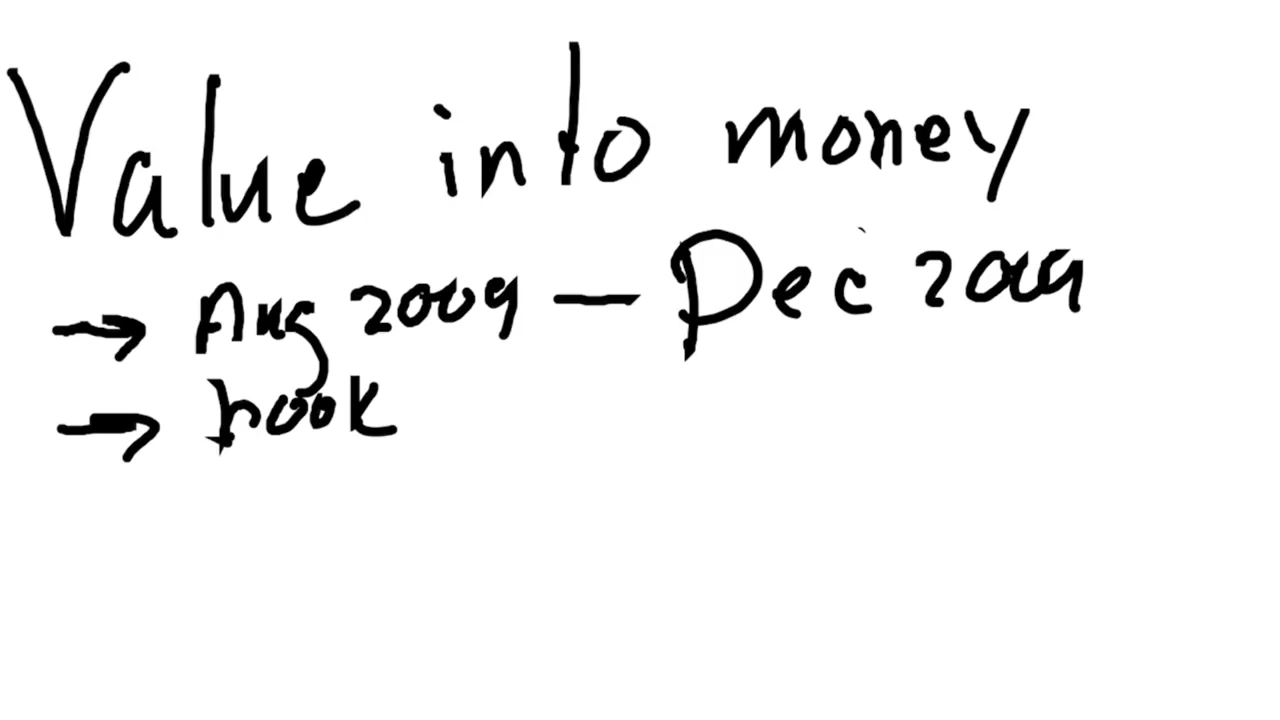 Value into money
→ Aug 2009 — Dec 2009
→ book